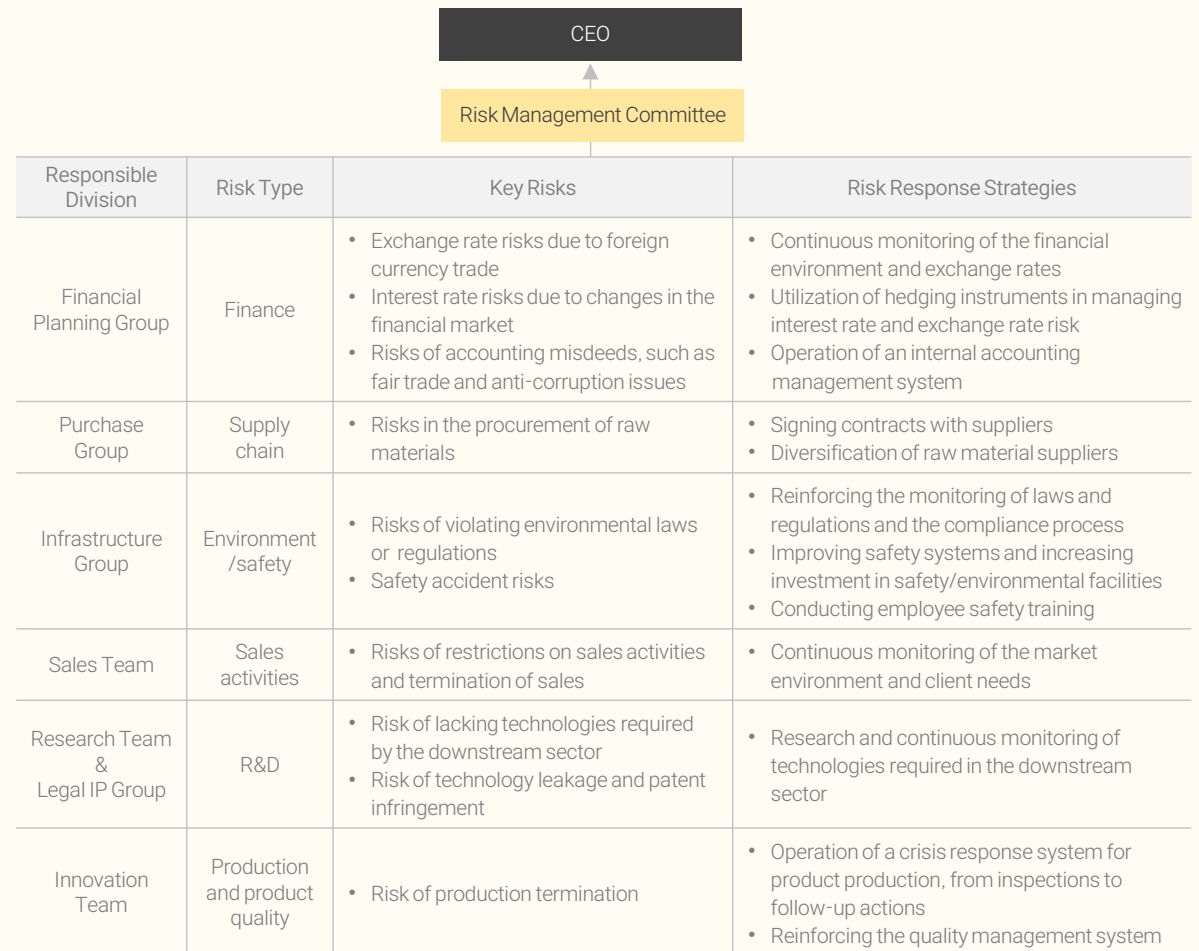 CEO
Risk Management Committee
Responsible
Division
Risk Type
Key Risks
Risk Response Strategies
Financial
Planning Group
Finance
• Exchange rate risks due to foreign
currency trade
• Interest rate risks due to changes in the
financial market
• Risks of accounting misdeeds, such as
fair trade and anti-corruption issues
• Continuous monitoring of the financial
environment and exchange rates
• Utilization of hedging instruments in managing
interest rate and exchange rate risk
• Operation of an internal accounting
management system
Purchase
Group
Supply
chain
• Risks in the procurement of raw
materials
• Signing contracts with suppliers
• Diversification of raw material suppliers
Infrastructure
Group
Environment
/safety
• Risks of violating environmental laws
or regulations
• Safety accident risks
• Reinforcing the monitoring of laws and
regulations and the compliance process
• Improving safety systems and increasing
investment in safety/environmental facilities
• Conducting employee safety training
Sales Team
Sales
activities
• Risks of restrictions on sales activities
and termination of sales
• Continuous monitoring of the market
environment and client needs
Research Team
&
Legal IP Group
R&D
• Risk of lacking technologies required
by the downstream sector
• Risk of technology leakage and patent
infringement
• Research and continuous monitoring of
technologies required in the downstream
sector
Innovation
Team
Production
and product
quality
• Risk of production termination
• Operation of a crisis response system for
product production, from inspections to
follow-up actions
• Reinforcing the quality management system